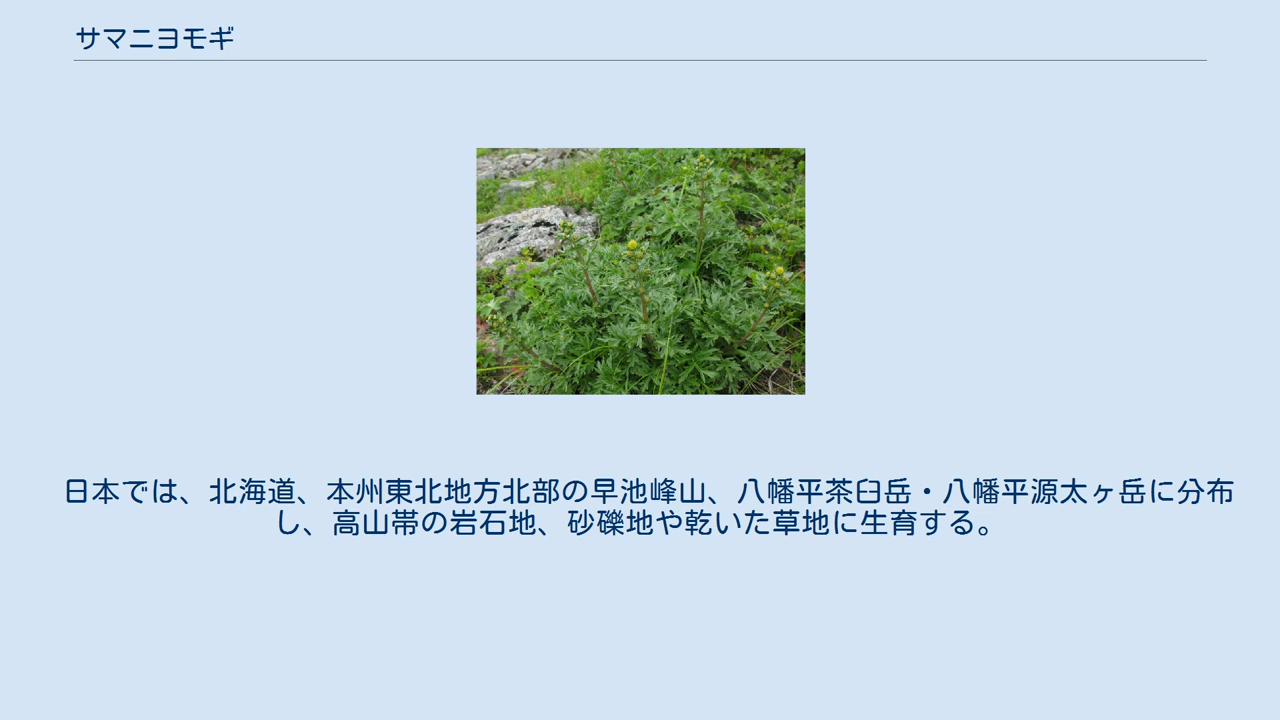 サマニヨモギ
日本では、北海道、本州東北地方北部の早池峰山、八幡平茶臼岳・八幡平源太ヶ岳に分布
し、高山帯の岩石地、砂礫地や乾いた草地に生育する。